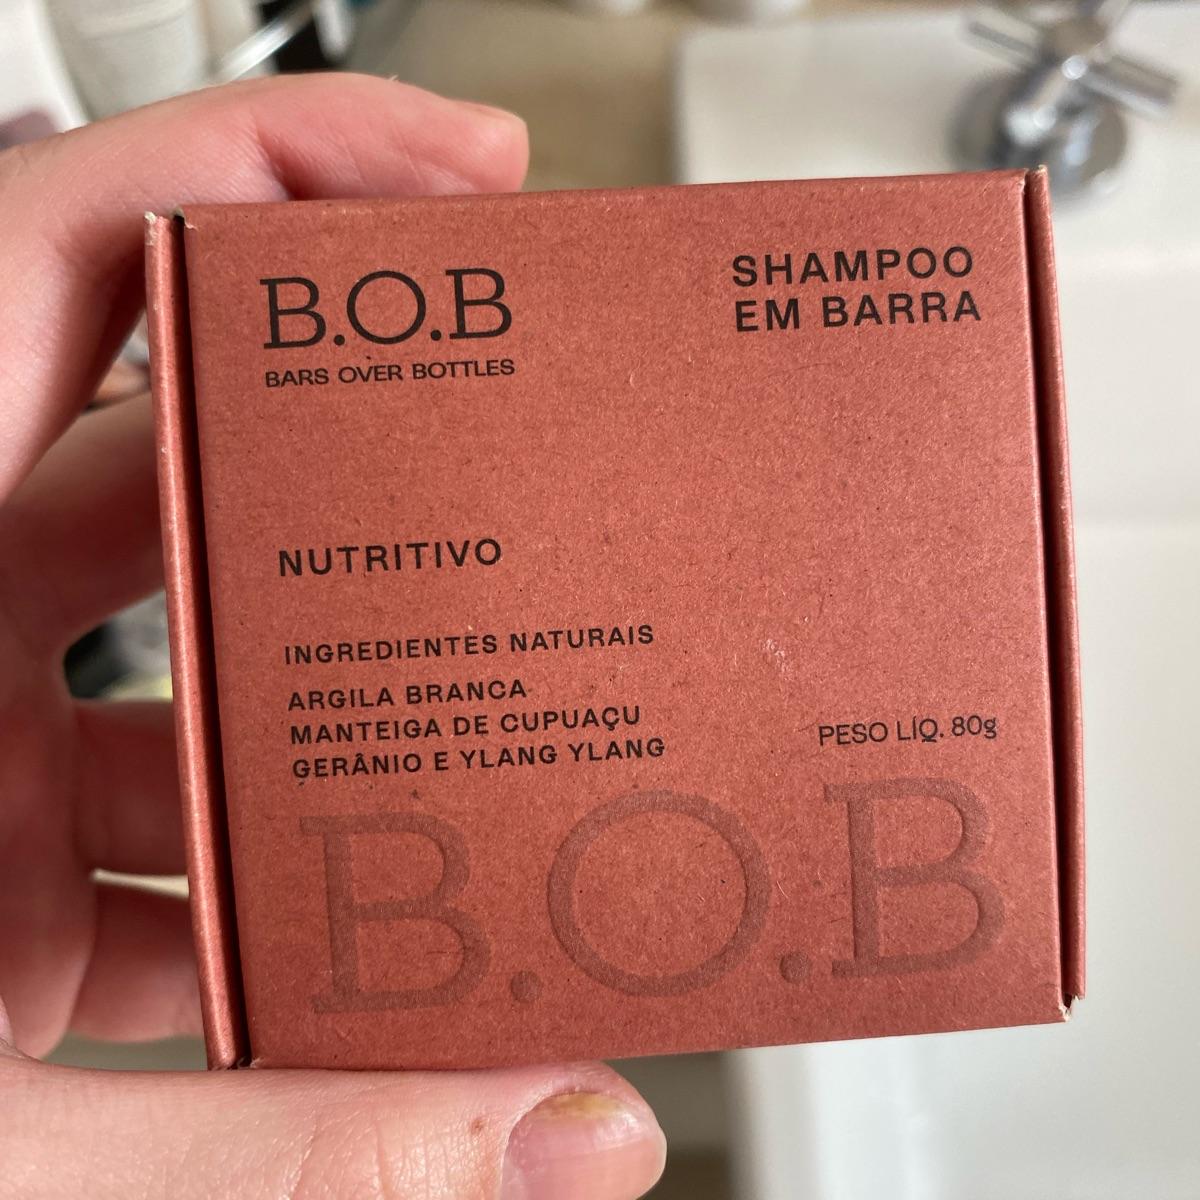 B.O.B
BARS OVER BOTTLES
SHAMPOO
EM BARRA
NUTRITIVO
INGREDIENTES NATURAIS
ARGILA BRANCA
MANTEIGA DE CUPUAÇU
GERÂNIO E YLANG YLANG
PESO LÍQ. 80g
B.O.B